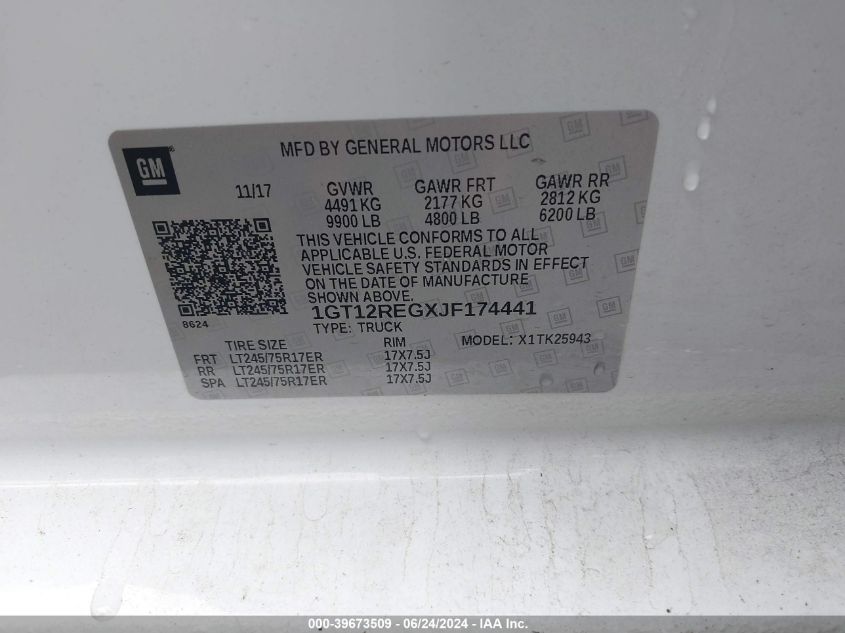 GM
MFD BY GENERAL MOTORS LLC
11/17 GVWR GAWR FRT GAWR RR
4491 KG 2177 KG 2812 KG
9900 LB 4800 LB 6200 LB
THIS VEHICLE CONFORMS TO ALL
APPLICABLE U.S. FEDERAL MOTOR
VEHICLE SAFETY STANDARDS IN EFFECT
ON THE DATE OF MANUFACTURE
SHOWN ABOVE.
8624
1GT12REGXJF174441
TYPE: TRUCK
TIRE SIZE RIM MODEL: X1TK25943
FRT LT245/75R17ER 17X7.5J
RR LT245/75R17ER 17X7.5J
SPA LT245/75R17ER 17X7.5J
000-39673509 - 06/24/2024 - IAA Inc.